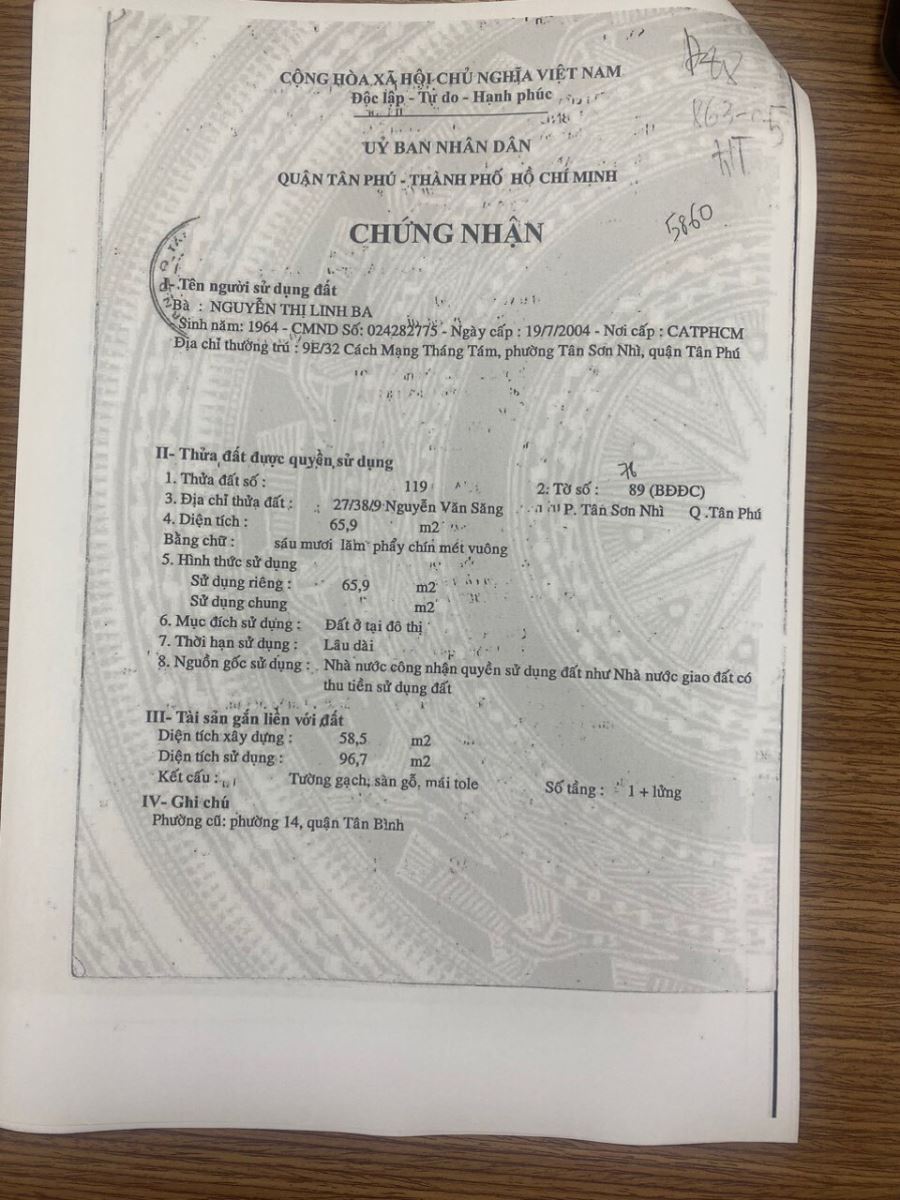 CỘNG HÒA XÃ HỘI CHỦ NGHĨA VIỆT NAM
Độc lập - Tự do - Hạnh phúc
863-05
HT
UỶ BAN NHÂN DÂN
QUẬN TÂN PHÚ - THÀNH PHỐ HỒ CHÍ MINH
5860
CHỨNG NHẬN
I- Tên người sử dụng đất
Bà : NGUYỄN THỊ LINH BA
Sinh năm: 1964 - CMND Số: 024282775 - Ngày cấp : 19/7/2004 - Nơi cấp : CATPHCM
Địa chỉ thường trú : 9E/32 Cách Mạng Tháng Tám, phường Tân Sơn Nhì, quận Tân Phú
II- Thửa đất được quyền sử dụng
1. Thửa đất số : 119 2: Tờ số : 89 (BĐĐC)
3. Địa chỉ thửa đất : 27/38/9 Nguyễn Văn Săng P. Tân Sơn Nhì Q .Tân Phú
4. Diện tích : 65,9 m2
Bằng chữ : sáu mươi lăm phẩy chín mét vuông
5. Hình thức sử dụng
Sử dụng riêng : 65,9 m2
Sử dụng chung m2
6. Mục đích sử dụng : Đất ở tại đô thị
7. Thời hạn sử dụng : Lâu dài
8. Nguồn gốc sử dụng : Nhà nước công nhận quyền sử dụng đất như Nhà nước giao đất có
thu tiền sử dụng đất
III- Tài sản gắn liền với đất
Diện tích xây dựng : 58,5 m2
Diện tích sử dụng : 96,7 m2
Kết cấu : Tường gạch, sàn gỗ, mái tole Số tầng : 1 + lửng
IV- Ghi chú
Phường cũ: phường 14, quận Tân Bình